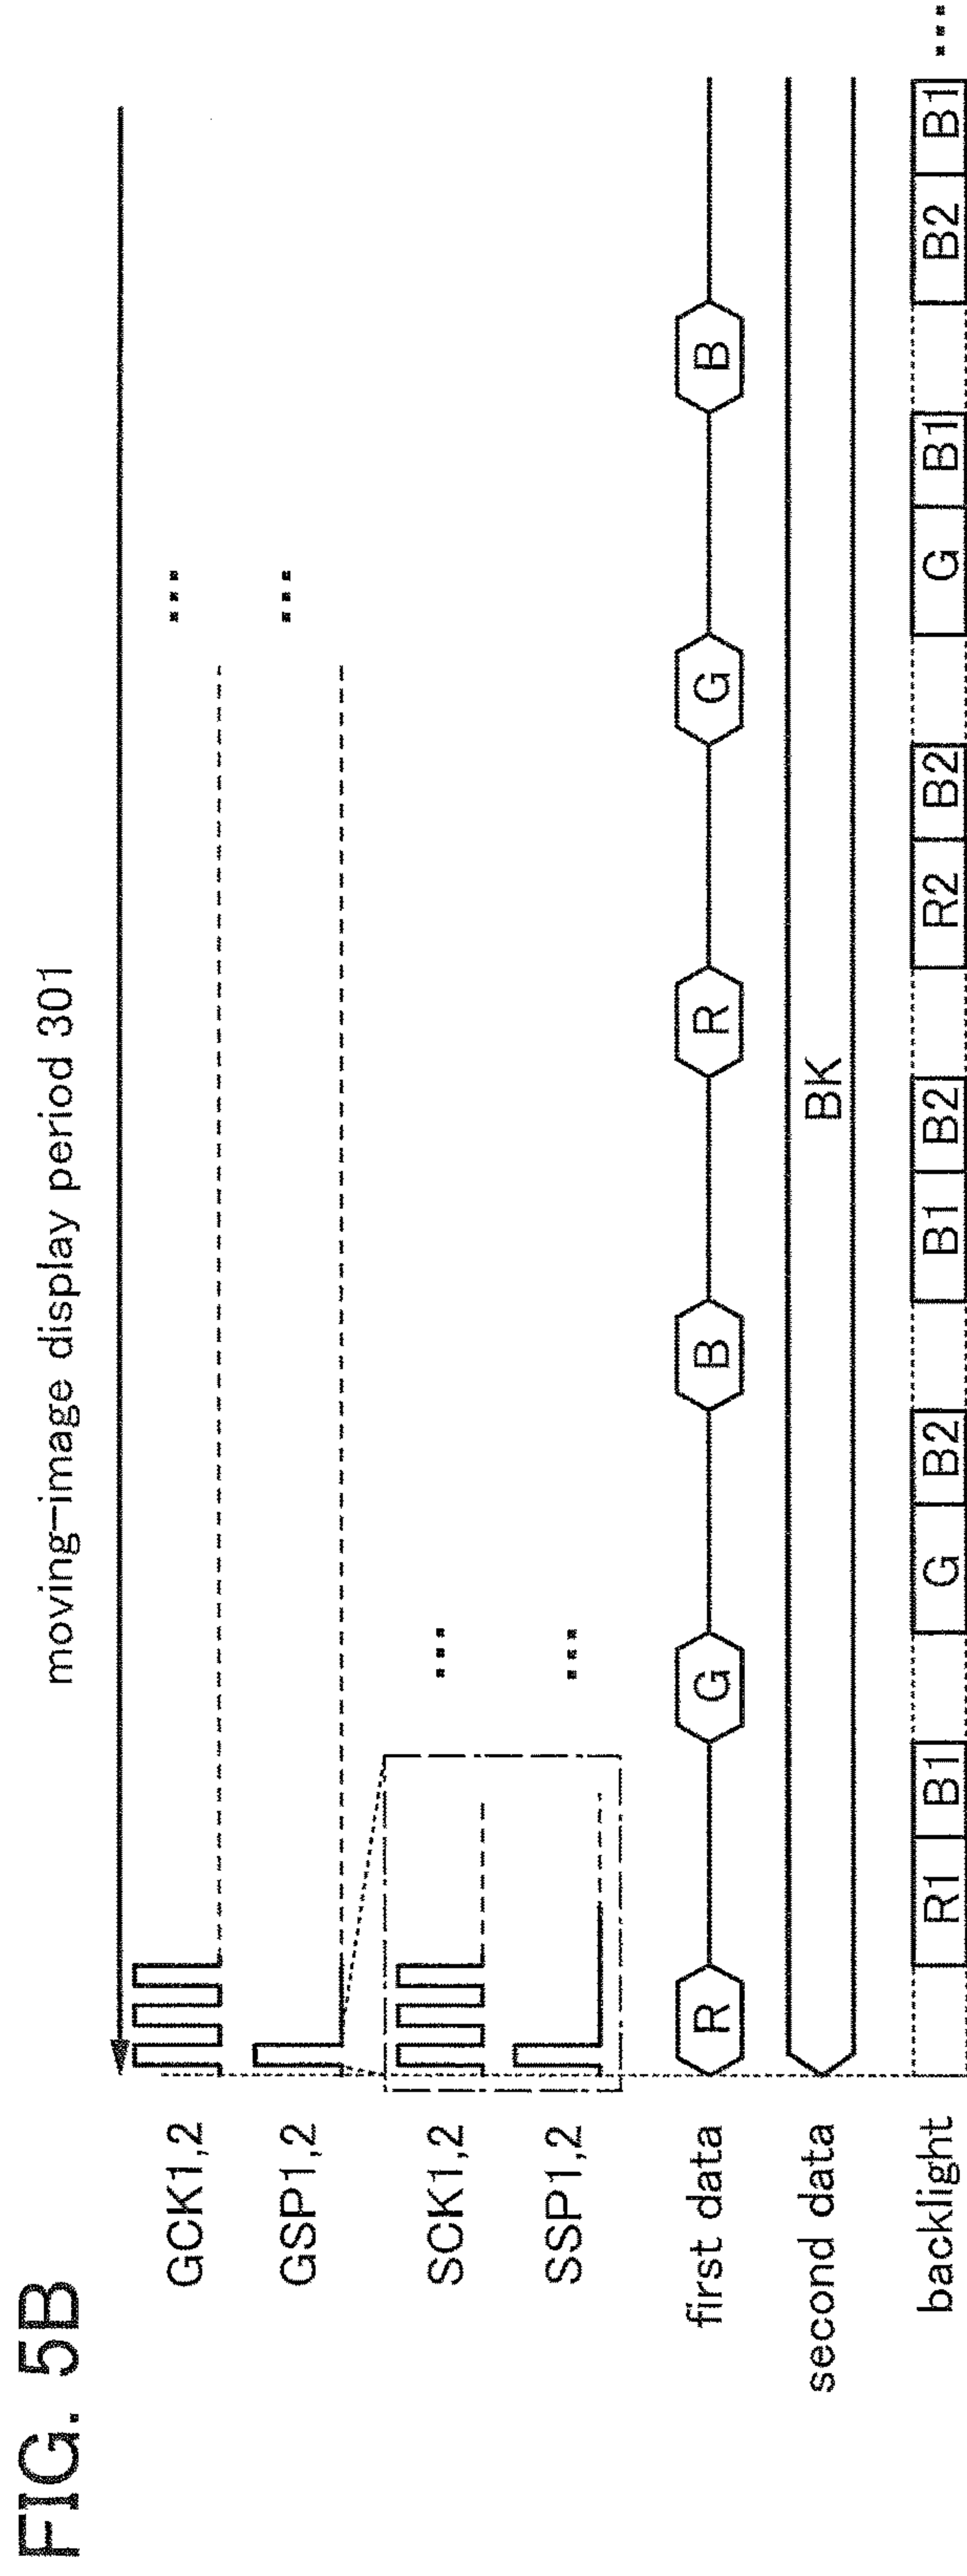 FIG. 5B
moving-image display period 301
GCK1,2 ...
GSP1,2 ...
SCK1,2 ...
SSP1,2 ...
first data R G B R G B
second data BK
backlight R1 B1 G B2 B1 B2 R2 B2 G B1 B2 B1 ...